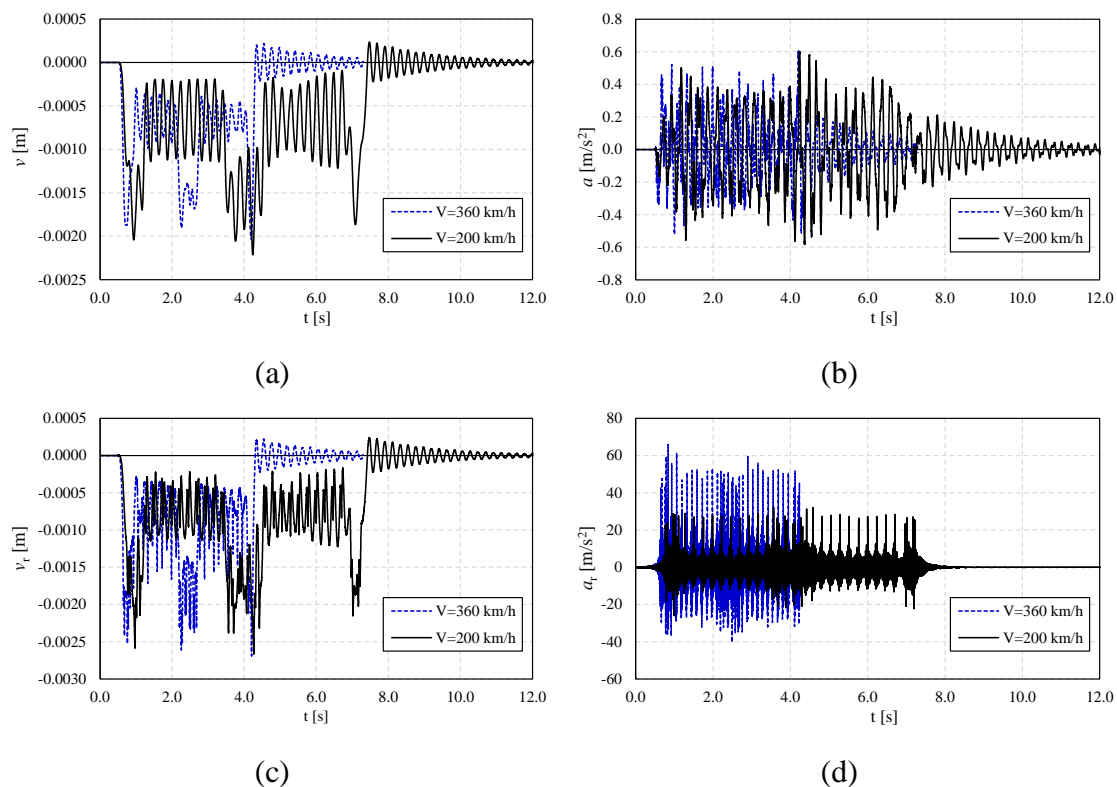 0.0005
0.0000
-0.0005
-0.0010
-0.0015
-0.0020
-0.0025
v [m]
V=360 km/h
V=200 km/h
0.0 2.0 4.0 6.0 8.0 10.0 12.0
t [s]
(a)
0.8
0.6
0.4
0.2
0.0
-0.2
-0.4
-0.6
-0.8
a [m/s²]
V=360 km/h
V=200 km/h
0.0 2.0 4.0 6.0 8.0 10.0 12.0
t [s]
(b)
0.0005
0.0000
-0.0005
-0.0010
-0.0015
-0.0020
-0.0025
-0.0030
vr [m]
V=360 km/h
V=200 km/h
0.0 2.0 4.0 6.0 8.0 10.0 12.0
t [s]
(c)
80
60
40
20
0
-20
-40
-60
ar [m/s²]
V=360 km/h
V=200 km/h
0.0 2.0 4.0 6.0 8.0 10.0 12.0
t [s]
(d)